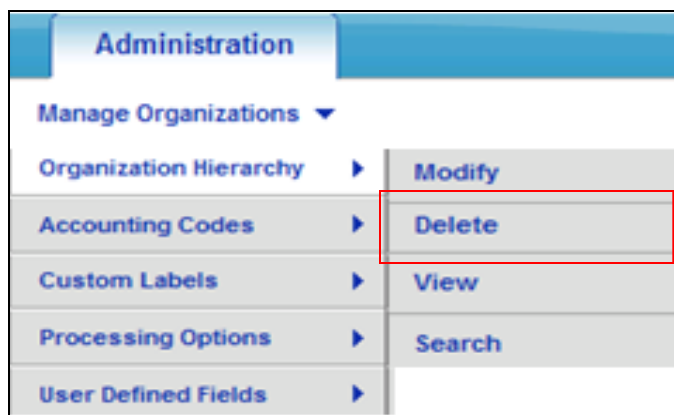 Administration
Manage Organizations
Organization Hierarchy
Modify
Accounting Codes
Delete
Custom Labels
View
Processing Options
Search
User Defined Fields